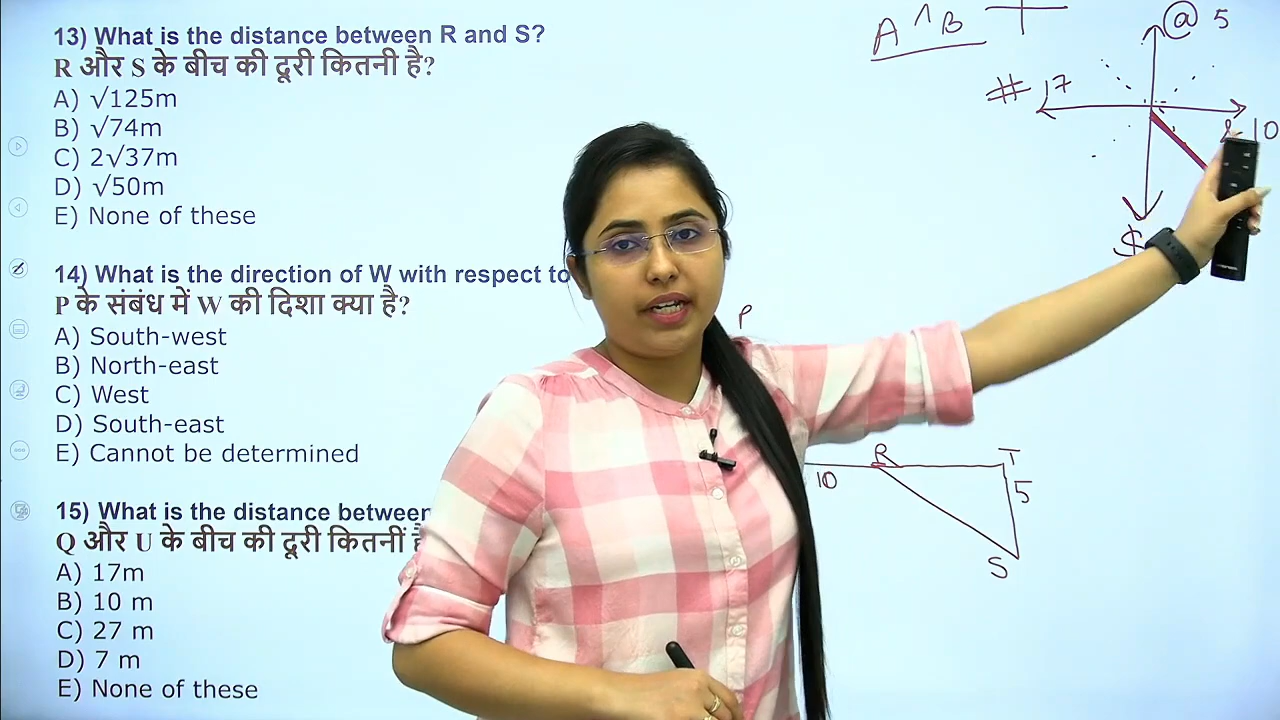 13) What is the distance between R and S?
R और S के बीच की दूरी कितनी है?
A) √125m
B) √74m
C) 2√37m
D) √50m
E) None of these
14) What is the direction of W with respect to
P के संबंध में W की दिशा क्या है?
A) South-west
B) North-east
C) West
D) South-east
E) Cannot be determined
15) What is the distance between
Q और U के बीच की दूरी कितनीं
A) 17m
B) 10 m
C) 27 m
D) 7 m
E) None of these
A ^ B
@ 5
# 17
10
$
P
R
T
10
5
S